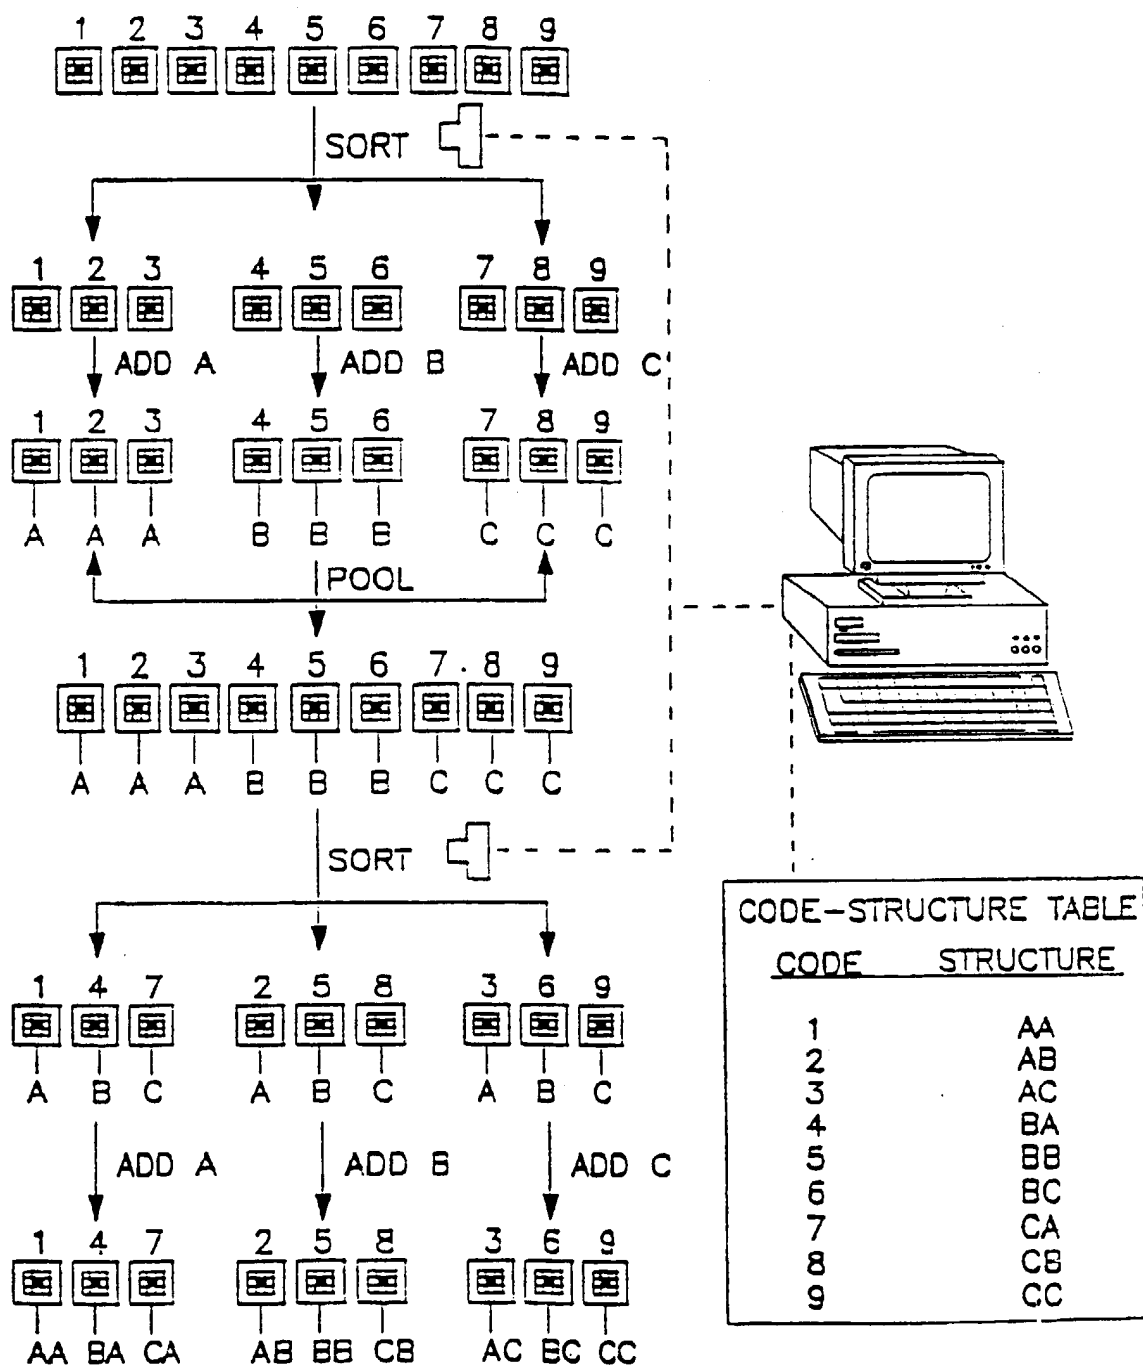 1 2 3 4 5 6 7 8 9
SORT
1 2 3 4 5 6 7 8 9
ADD A ADD B ADD C
1 2 3 4 5 6 7 8 9
A A A B B B C C C
POOL
1 2 3 4 5 6 7 8 9
A A A B B B C C C
SORT
1 4 7 2 5 8 3 6 9
A B C A B C A B C
ADD A ADD B ADD C
1 4 7 2 5 8 3 6 9
AA BA CA AB BB CB AC BC CC
CODE-STRUCTURE TABLE
CODE STRUCTURE
1 AA
2 AB
3 AC
4 BA
5 BB
6 BC
7 CA
8 CB
9 CC